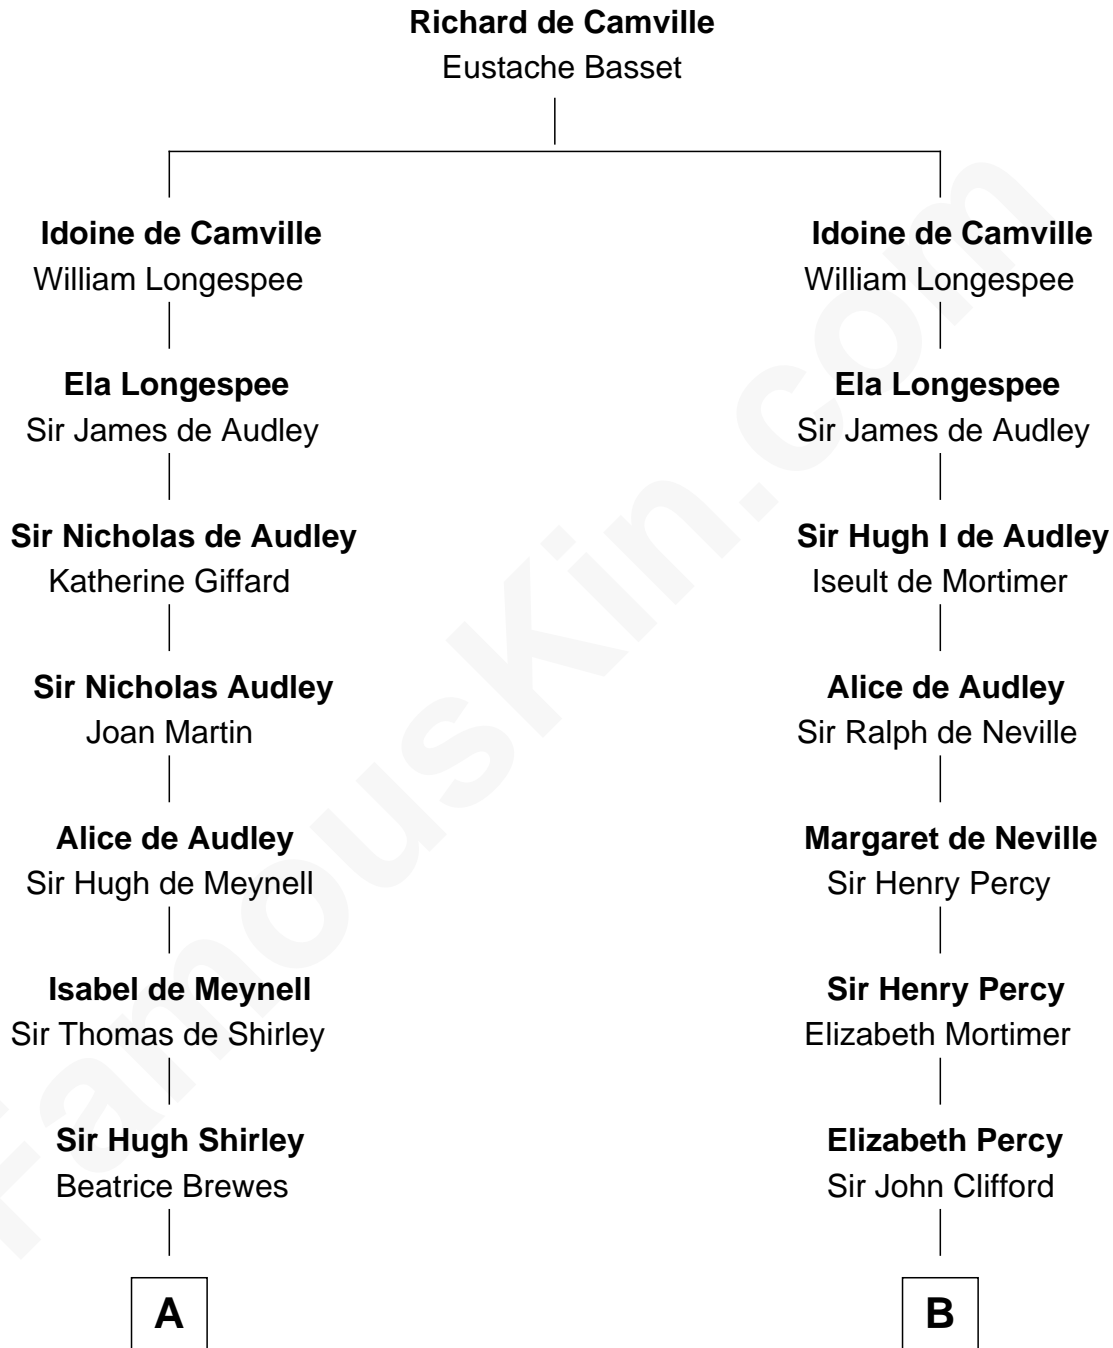 Richard de Camville
Eustache Basset
Idoine de Camville
William Longespee
Ela Longespee
Sir James de Audley
Sir Nicholas de Audley
Katherine Giffard
Sir Nicholas Audley
Joan Martin
Alice de Audley
Sir Hugh de Meynell
Isabel de Meynell
Sir Thomas de Shirley
Sir Hugh Shirley
Beatrice Brewes
A
Idoine de Camville
William Longespee
Ela Longespee
Sir James de Audley
Sir Hugh I de Audley
Iseult de Mortimer
Alice de Audley
Sir Ralph de Neville
Margaret de Neville
Sir Henry Percy
Sir Henry Percy
Elizabeth Mortimer
Elizabeth Percy
Sir John Clifford
B
FamousKin.com